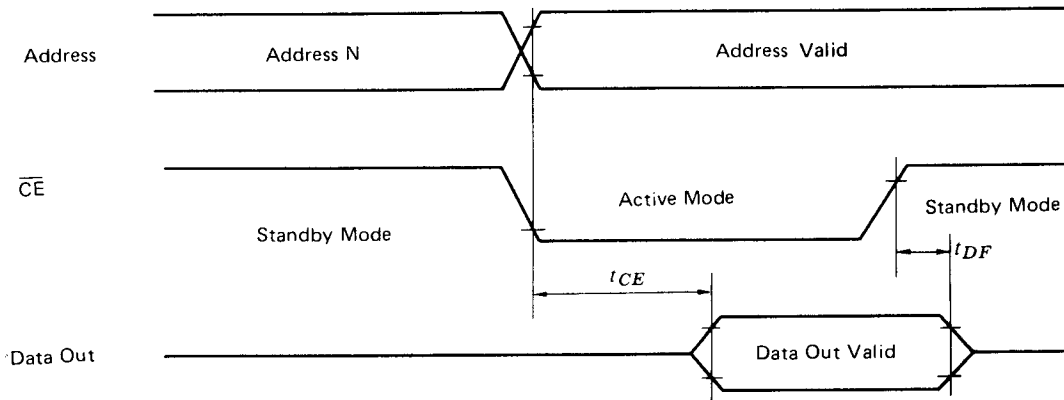 Address
Address N
Address Valid
CE
Standby Mode
Active Mode
Standby Mode
tCE
tDF
Data Out
Data Out Valid